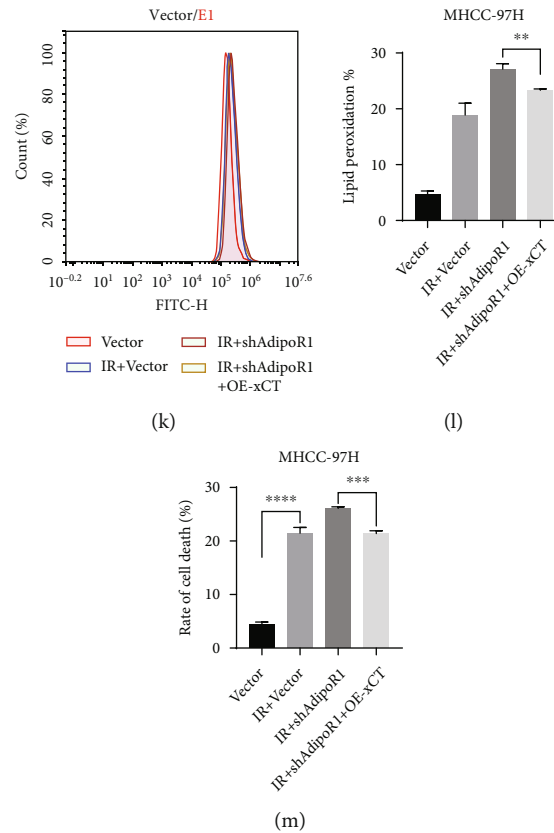 Vector/E1
Count (%)
100
80
60
40
20
0
10^−0.2 10^1 10^2 10^3 10^4 10^5 10^6 10^7.6
FITC-H
Vector
IR+shAdipoR1
IR+Vector
IR+shAdipoR1
+OE-xCT
(k)
MHCC-97H
**
Lipid peroxidation %
30
20
10
0
Vector
IR+Vector
IR+shAdipoR1
IR+shAdipoR1+OE-xCT
(l)
MHCC-97H
****
***
Rate of cell death (%)
30
20
10
0
Vector
IR+Vector
IR+shAdipoR1
IR+shAdipoR1+OE-xCT
(m)